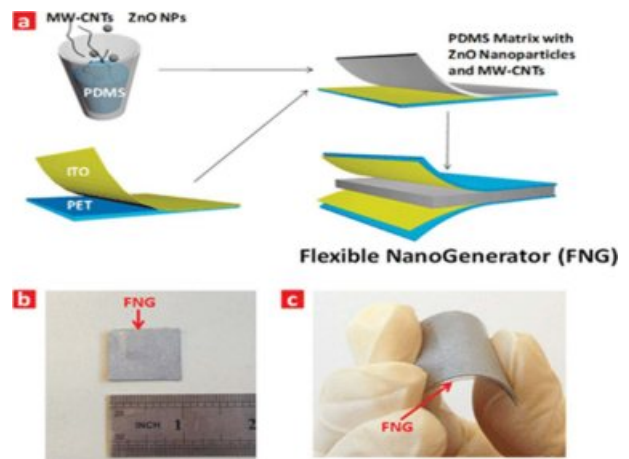 a
MW-CNTs ZnO NPs
PDMS
PDMS Matrix with
ZnO Nanoparticles
and MW-CNTs
ITO
PET
Flexible NanoGenerator (FNG)
b
FNG
INCH 1 2
c
FNG